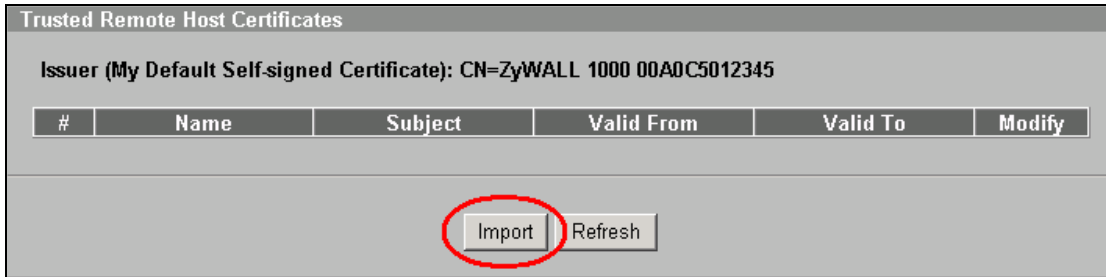 Trusted Remote Host Certificates
Issuer (My Default Self-signed Certificate): CN=ZyWALL 1000 00A0C5012345
# Name Subject Valid From Valid To Modify
Import Refresh